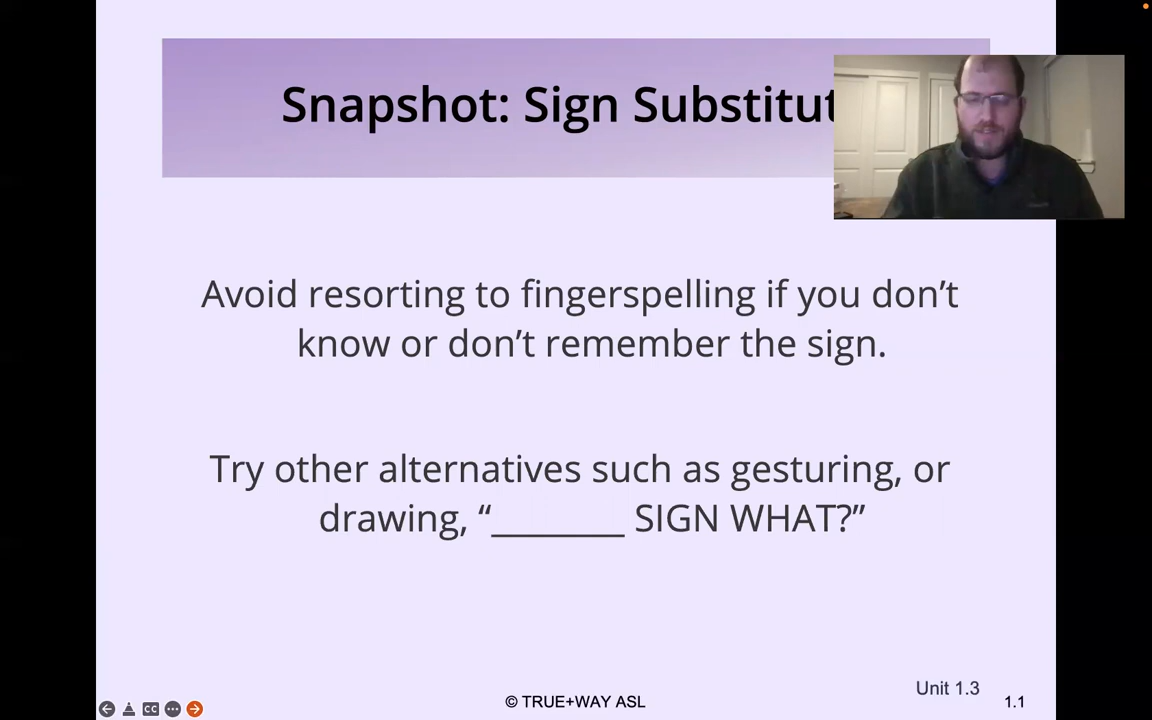 Snapshot: Sign
Avoid resorting to fingerspelling if you don’t
know or don’t remember the sign.
Try other alternatives such as gesturing, or
drawing, “________ SIGN WHAT?”
Unit 1.3
CC
© TRUE+WAY ASL
1.1